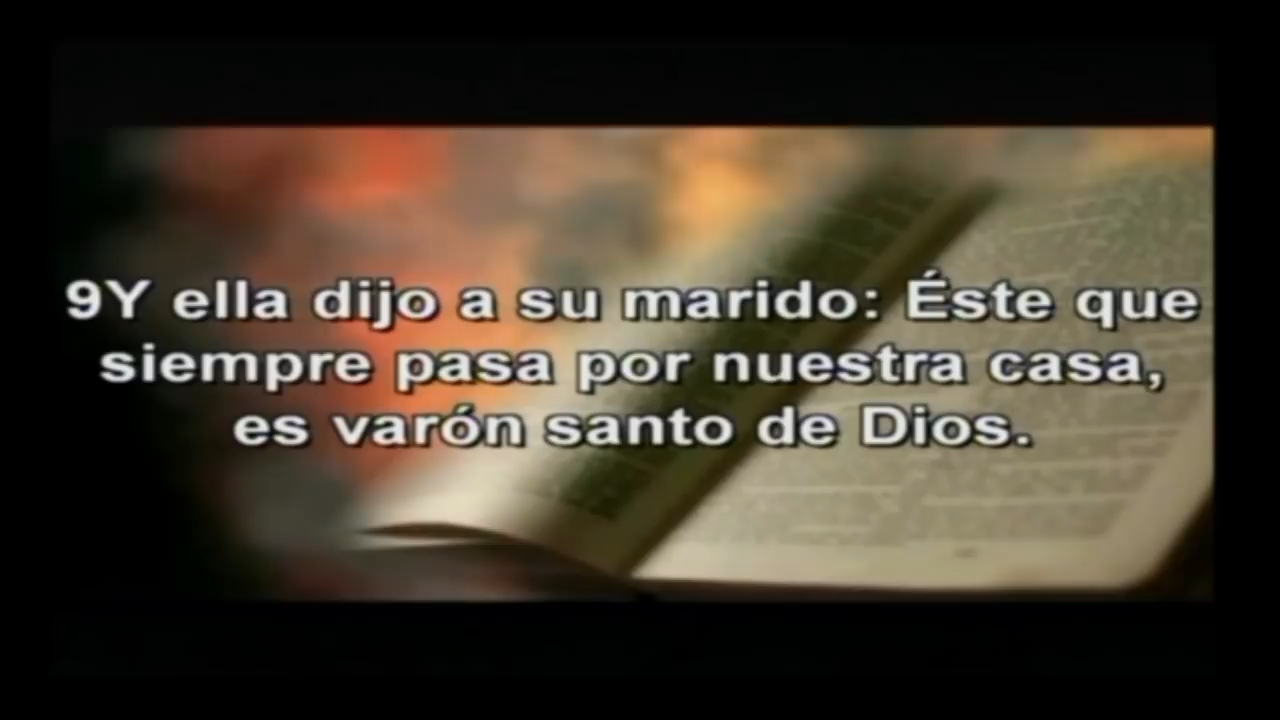 9Y ella dijo a su marido: Éste que
siempre pasa por nuestra casa,
es varón santo de Dios.